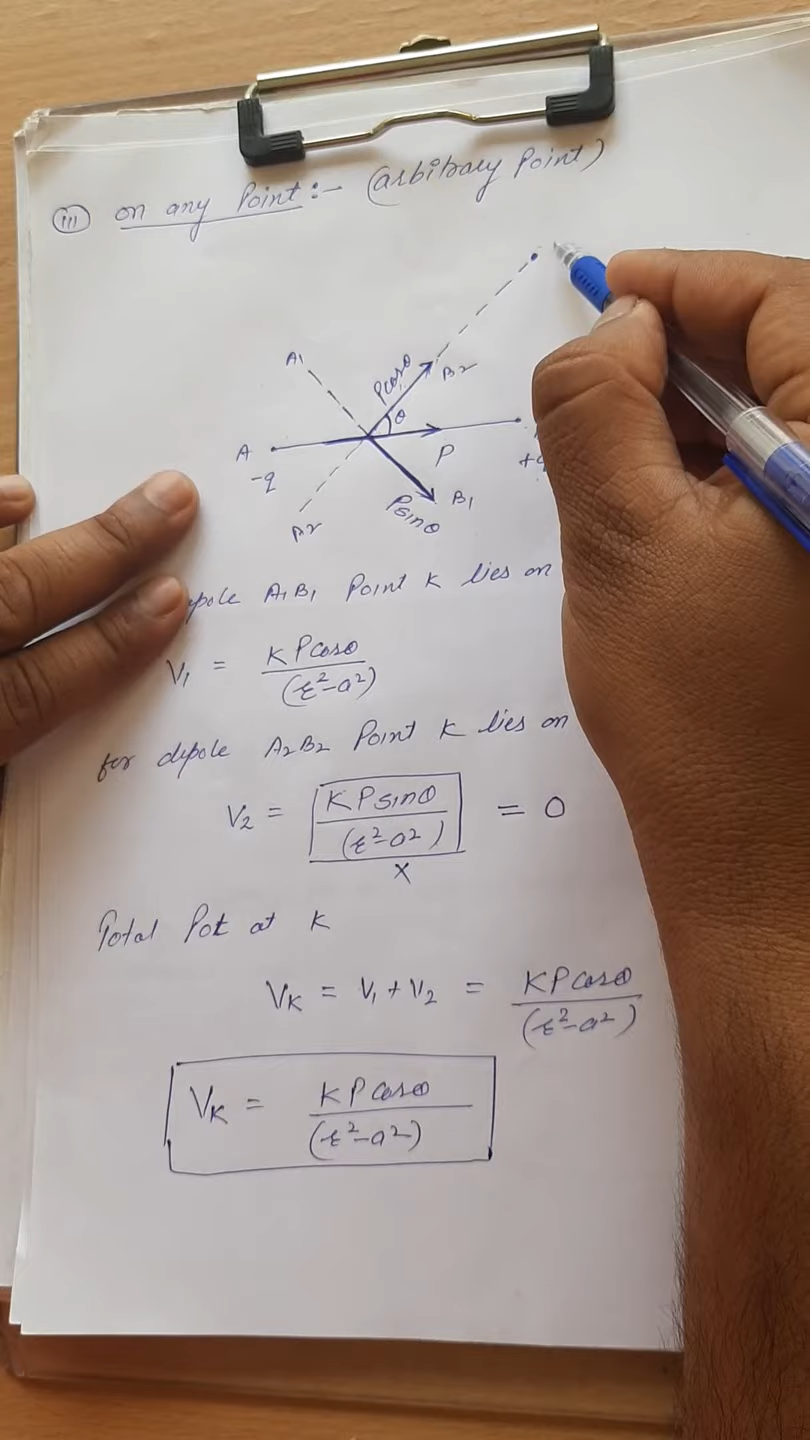 (iii) on any Point :- (arbitrary Point)
A1
Pcosθ
B2
θ
A
-q
P
+q
B1
Psinθ
A2
pole A1B1 Point K lies on
V1 = KPcosθ/(r²-a²)
for dipole A2B2 Point K lies on
V2 = KPsinθ/(r²-a²) = 0
X
Total Pot at K
VK = V1 + V2 = KPcosθ/(r²-a²)
VK = KPcosθ/(r²-a²)